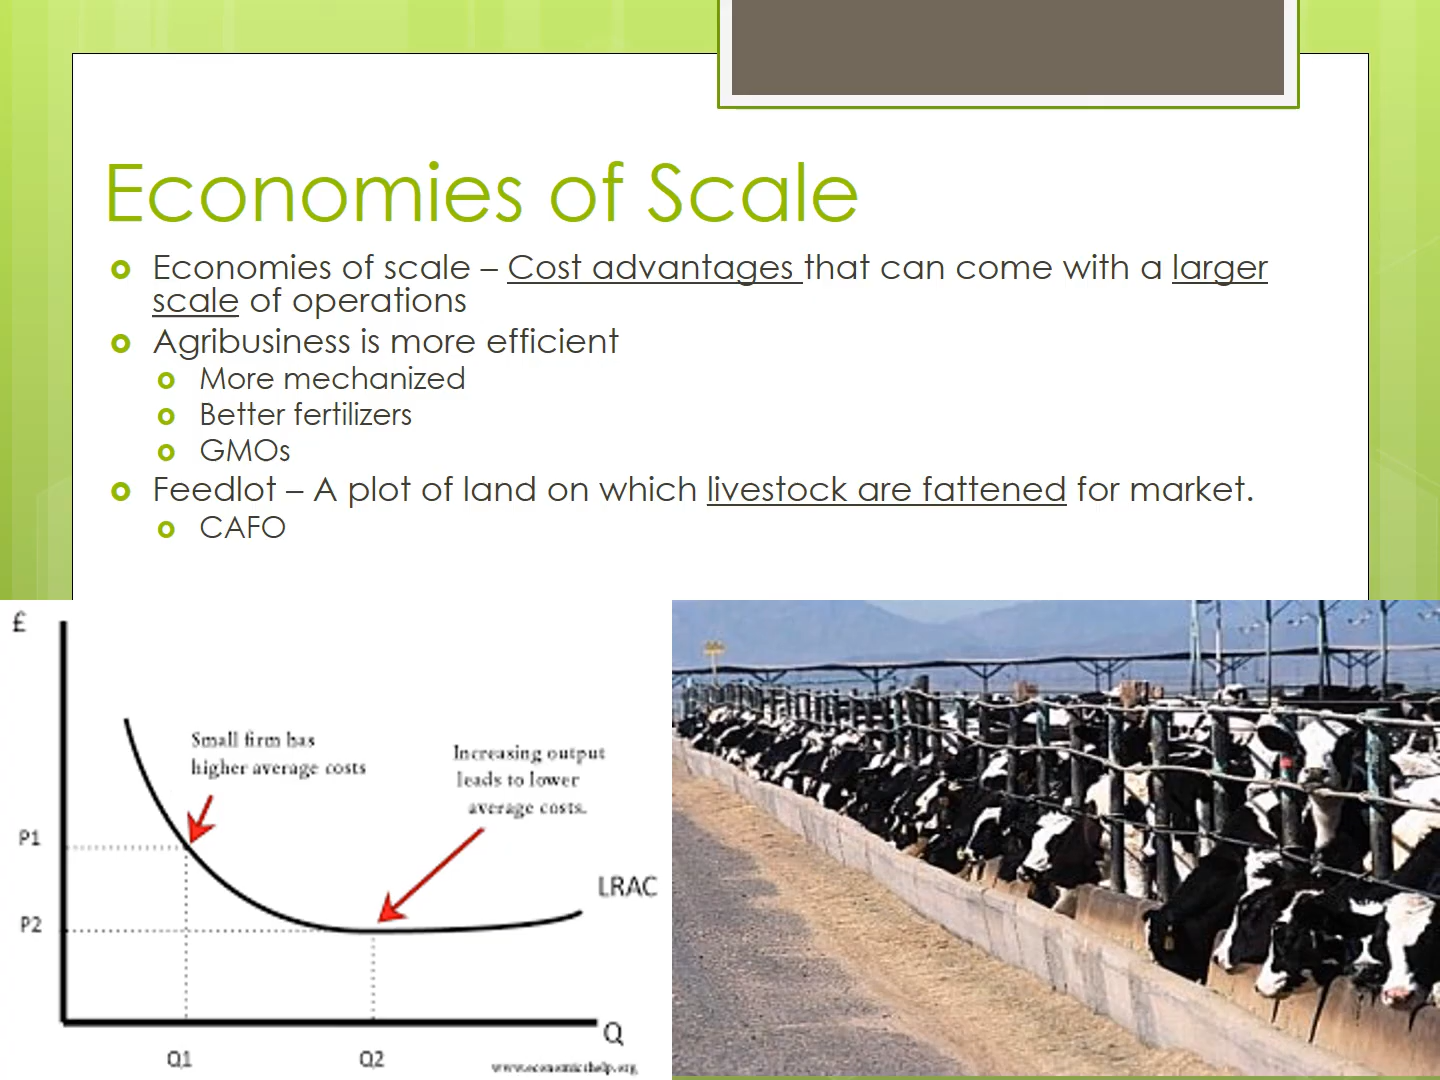 Economies of Scale
Economies of scale – Cost advantages that can come with a larger
scale of operations
Agribusiness is more efficient
More mechanized
Better fertilizers
GMOs
Feedlot – A plot of land on which livestock are fattened for market.
CAFO
£
Small firm has
higher average costs
Increasing output
leads to lower
average costs.
P1
LRAC
P2
Q
Q1
Q2
www.economicshelp.org